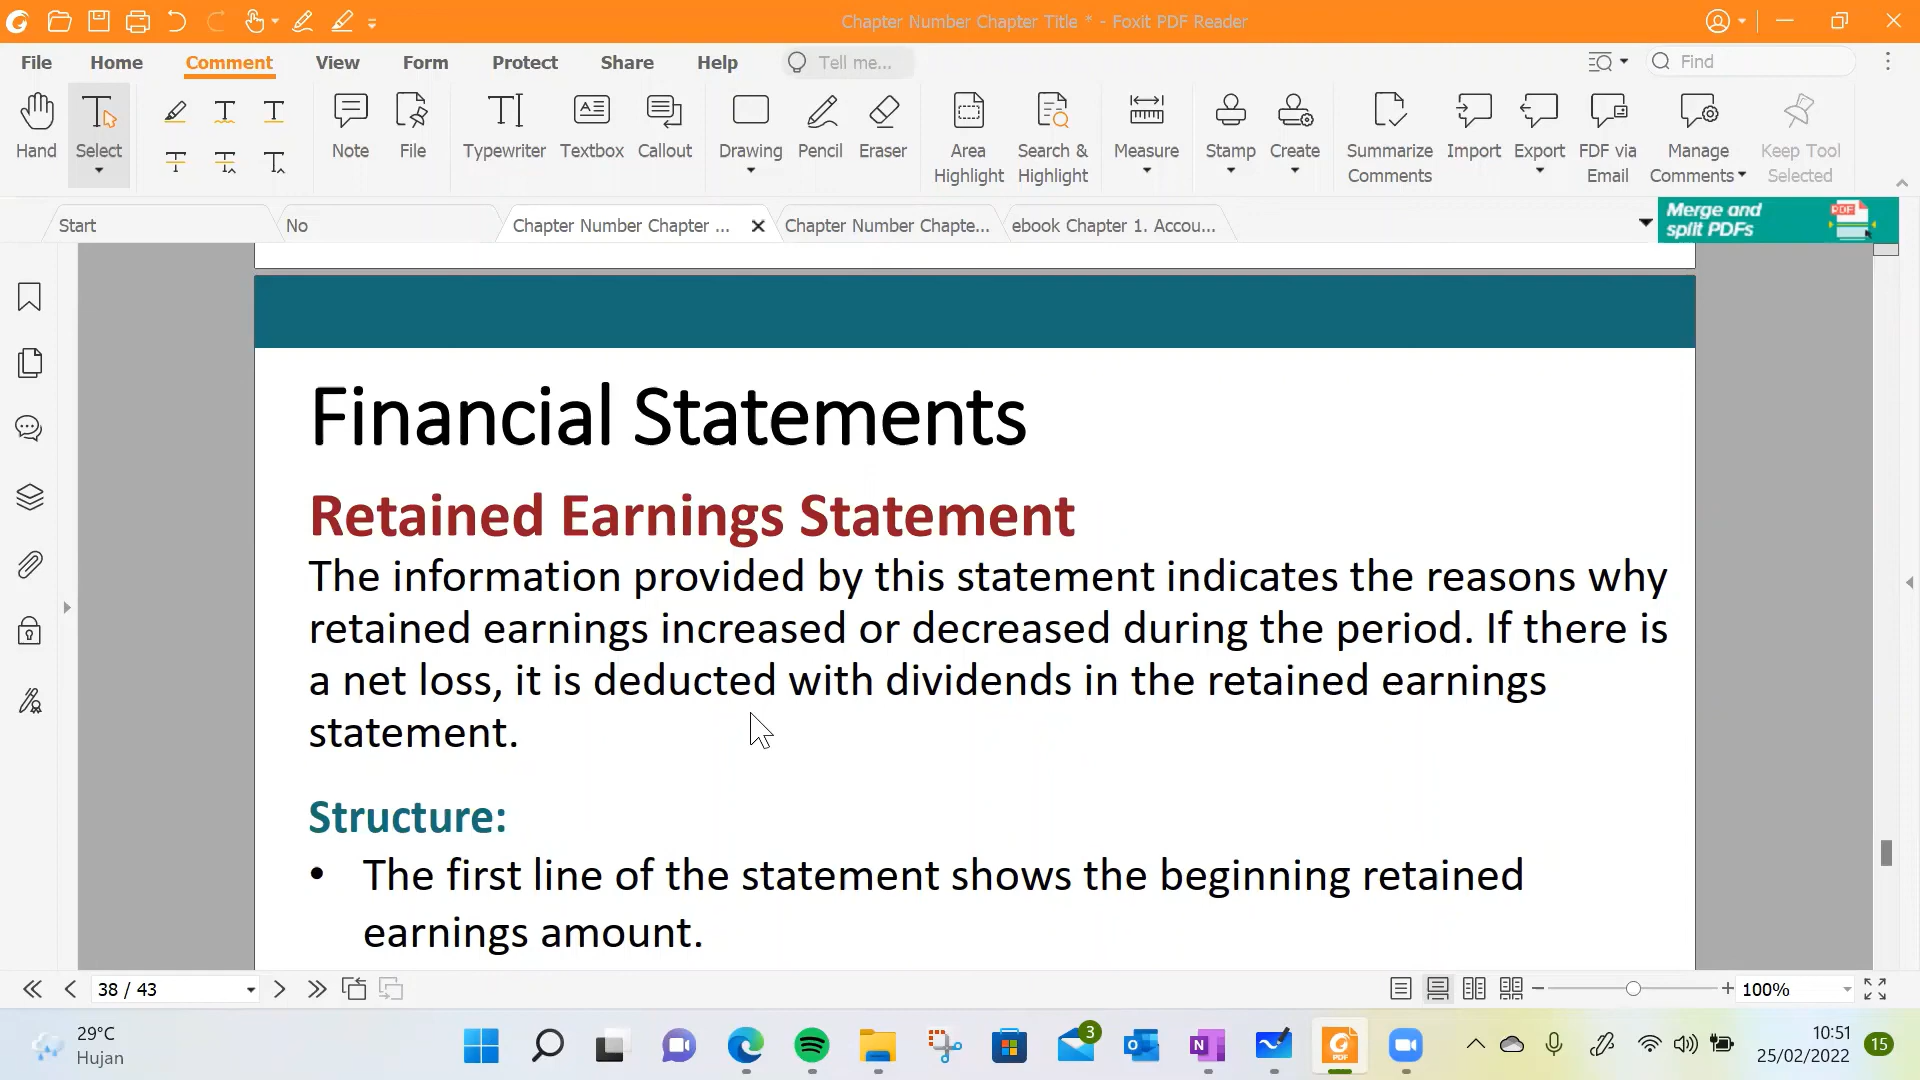 Chapter Number Chapter Title * - Foxit PDF Reader
File Home Comment View Form Protect Share Help Tell me... Find
Hand Select Note File Typewriter Textbox Callout Drawing Pencil Eraser Area Highlight Search & Highlight Measure Stamp Create Summarize Comments Import Export FDF via Email Manage Comments Keep Tool Selected
Start No Chapter Number Chapter ... Chapter Number Chapte... ebook Chapter 1. Accou...
Merge and
split PDFs
PDF
Financial Statements
Retained Earnings Statement
The information provided by this statement indicates the reasons why
retained earnings increased or decreased during the period. If there is
a net loss, it is deducted with dividends in the retained earnings
statement.
Structure:
• The first line of the statement shows the beginning retained
earnings amount.
38 / 43 100%
29°C
Hujan
3
PDF
10:51
25/02/2022
15